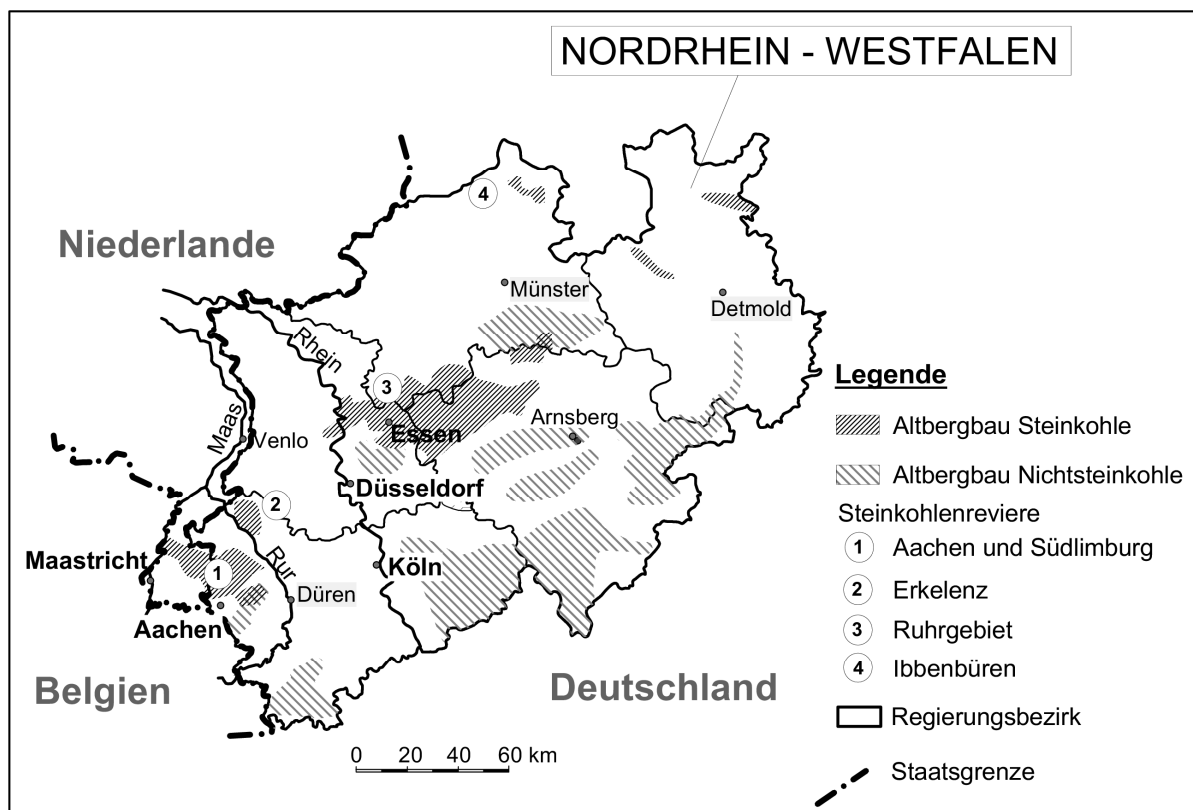 NORDRHEIN - WESTFALEN
4
Niederlande
Münster
Detmold
Rhein
3
Maas
Venlo
Essen
Arnsberg
Düsseldorf
2
Maastricht
1
Rur
Köln
Düren
Aachen
Belgien
Deutschland
0 20 40 60 km
Legende
Altbergbau Steinkohle
Altbergbau Nichtsteinkohle
Steinkohlenreviere
1 Aachen und Südlimburg
2 Erkelenz
3 Ruhrgebiet
4 Ibbenbüren
Regierungsbezirk
Staatsgrenze